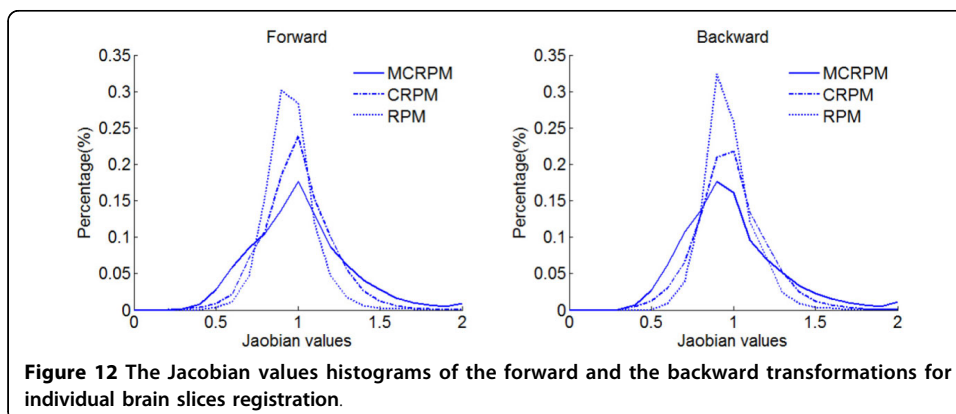 Forward
0.35
0.3
0.25
0.2
0.15
0.1
0.05
0
Percentage(%)
MCRPM
CRPM
RPM
0 0.5 1 1.5 2
Jaobian values
Backward
0.35
0.3
0.25
0.2
0.15
0.1
0.05
0
Percentage(%)
MCRPM
CRPM
RPM
0 0.5 1 1.5 2
Jaobian values
Figure 12 The Jacobian values histograms of the forward and the backward transformations for
individual brain slices registration.